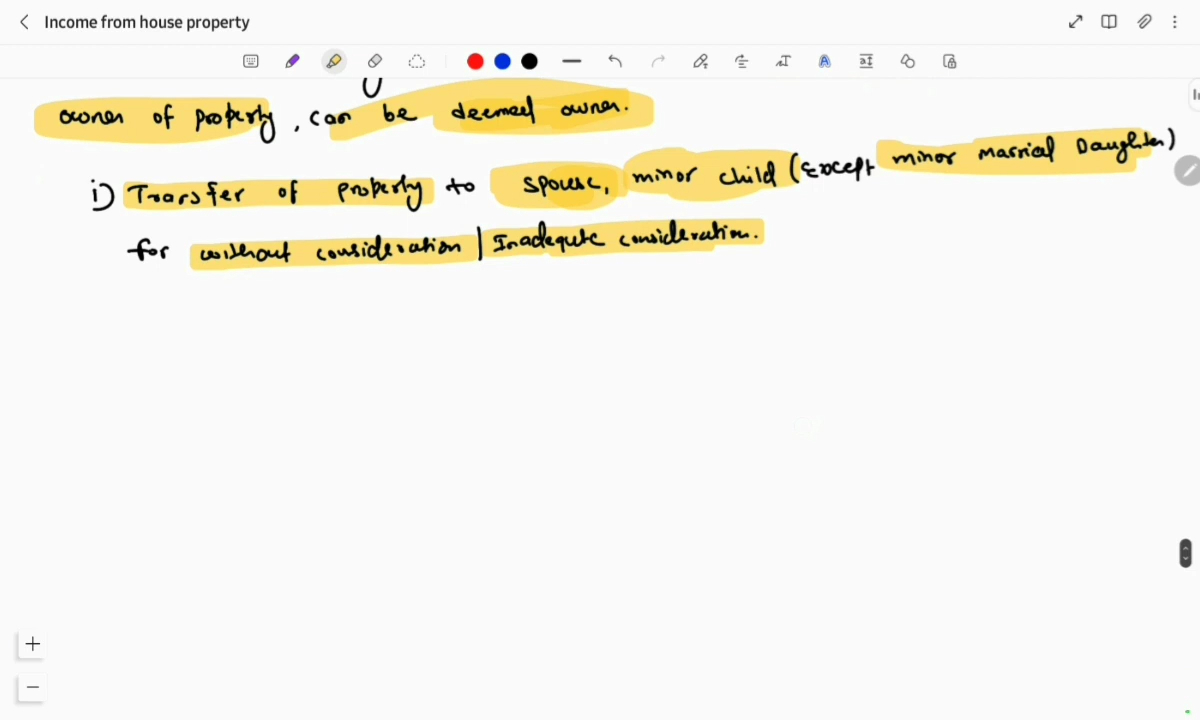 Income from house property
owner of property, can be deemed owner.
i) Transfer of property to spouse, minor child (Except minor married Daughter)
for without consideration | Inadequte consideration.